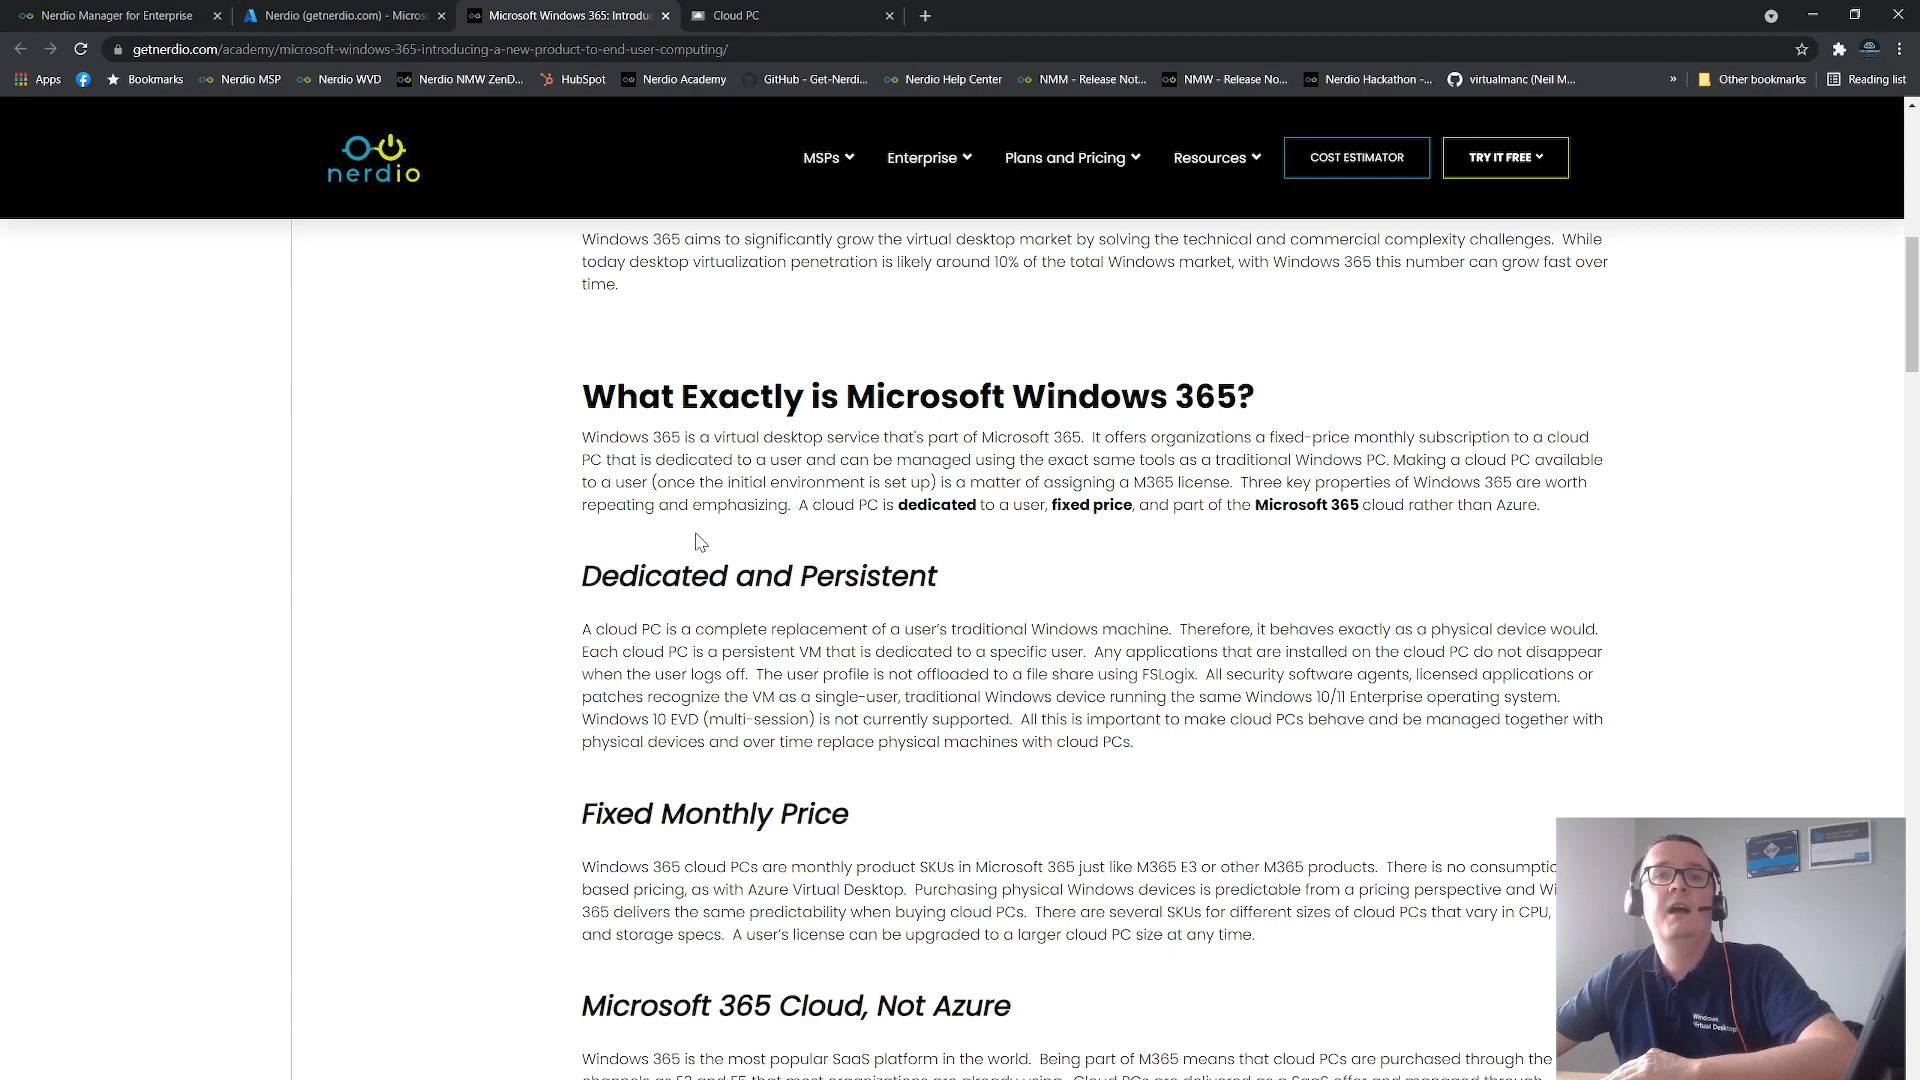 Nerdio Manager for Enterprise
Nerdio (getnerdio.com) - Micros
Microsoft Windows 365: Introdu
Cloud PC
getnerdio.com/academy/microsoft-windows-365-introducing-a-new-product-to-end-user-computing/
Apps
Bookmarks
Nerdio MSP
Nerdio WVD
Nerdio NMW ZenD...
HubSpot
Nerdio Academy
GitHub - Get-Nerdi...
Nerdio Help Center
NMM - Release Not...
NMW - Release No...
Nerdio Hackathon -...
virtualmanc (Neil M...
»
Other bookmarks
Reading list
nerdio
MSPs
Enterprise
Plans and Pricing
Resources
COST ESTIMATOR
TRY IT FREE
Windows 365 aims to significantly grow the virtual desktop market by solving the technical and commercial complexity challenges. While
today desktop virtualization penetration is likely around 10% of the total Windows market, with Windows 365 this number can grow fast over
time.
What Exactly is Microsoft Windows 365?
Windows 365 is a virtual desktop service that's part of Microsoft 365. It offers organizations a fixed-price monthly subscription to a cloud
PC that is dedicated to a user and can be managed using the exact same tools as a traditional Windows PC. Making a cloud PC available
to a user (once the initial environment is set up) is a matter of assigning a M365 license. Three key properties of Windows 365 are worth
repeating and emphasizing. A cloud PC is dedicated to a user, fixed price, and part of the Microsoft 365 cloud rather than Azure.
Dedicated and Persistent
A cloud PC is a complete replacement of a user's traditional Windows machine. Therefore, it behaves exactly as a physical device would.
Each cloud PC is a persistent VM that is dedicated to a specific user. Any applications that are installed on the cloud PC do not disappear
when the user logs off. The user profile is not offloaded to a file share using FSLogix. All security software agents, licensed applications or
patches recognize the VM as a single-user, traditional Windows device running the same Windows 10/11 Enterprise operating system.
Windows 10 EVD (multi-session) is not currently supported. All this is important to make cloud PCs behave and be managed together with
physical devices and over time replace physical machines with cloud PCs.
Fixed Monthly Price
Windows 365 cloud PCs are monthly product SKUs in Microsoft 365 just like M365 E3 or other M365 products. There is no consumptio
based pricing, as with Azure Virtual Desktop. Purchasing physical Windows devices is predictable from a pricing perspective and Wi
365 delivers the same predictability when buying cloud PCs. There are several SKUs for different sizes of cloud PCs that vary in CPU,
and storage specs. A user's license can be upgraded to a larger cloud PC size at any time.
Microsoft 365 Cloud, Not Azure
Windows 365 is the most popular SaaS platform in the world. Being part of M365 means that cloud PCs are purchased through the
Windows
Virtual Desktop